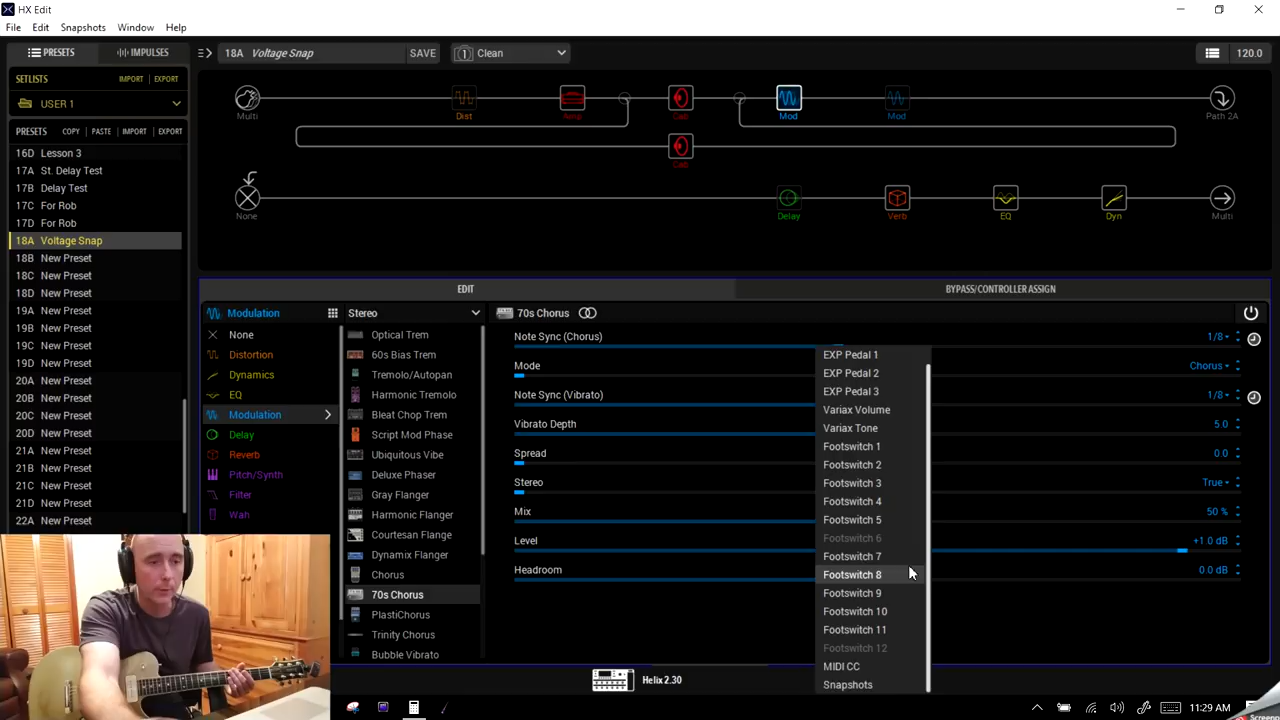 HX Edit
File Edit Snapshots Window Help
PRESETS IMPULSES
18A Voltage Snap SAVE 1 Clean 120.0
SETLISTS IMPORT EXPORT
USER 1
PRESETS COPY PASTE IMPORT EXPORT
16D Lesson 3
17A St. Delay Test
17B Delay Test
17C For Rob
17D For Rob
18A Voltage Snap
18B New Preset
18C New Preset
18D New Preset
19A New Preset
19B New Preset
19C New Preset
19D New Preset
20A New Preset
20B New Preset
20C New Preset
20D New Preset
21A New Preset
21B New Preset
21C New Preset
21D New Preset
22A New Preset
Multi Dist Amp Cab Mod Mod Path 2A
Cab
None Delay Verb EQ Dyn Multi
EDIT BYPASS/CONTROLLER ASSIGN
Modulation
None
Distortion
Dynamics
EQ
Modulation
Delay
Reverb
Pitch/Synth
Filter
Wah
Stereo
Optical Trem
60s Bias Trem
Tremolo/Autopan
Harmonic Tremolo
Bleat Chop Trem
Script Mod Phase
Ubiquitous Vibe
Deluxe Phaser
Gray Flanger
Harmonic Flanger
Courtesan Flange
Dynamix Flanger
Chorus
70s Chorus
PlastiChorus
Trinity Chorus
Bubble Vibrato
70s Chorus
Note Sync (Chorus) 1/8
Mode Chorus
Note Sync (Vibrato) 1/8
Vibrato Depth 5.0
Spread 0.0
Stereo True
Mix 50 %
Level +1.0 dB
Headroom 0.0 dB
EXP Pedal 1
EXP Pedal 2
EXP Pedal 3
Variax Volume
Variax Tone
Footswitch 1
Footswitch 2
Footswitch 3
Footswitch 4
Footswitch 5
Footswitch 6
Footswitch 7
Footswitch 8
Footswitch 9
Footswitch 10
Footswitch 11
Footswitch 12
MIDI CC
Snapshots
Helix 2.30
11:29 AM